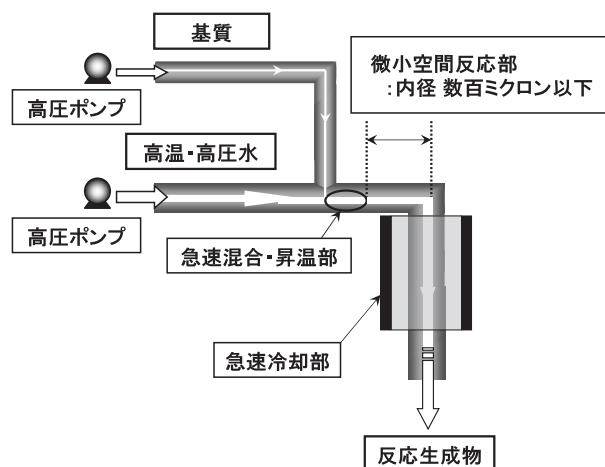 基質
微小空間反応部
：内径 数百ミクロン以下
高圧ポンプ
高温・高圧水
高圧ポンプ
急速混合・昇温部
急速冷却部
反応生成物